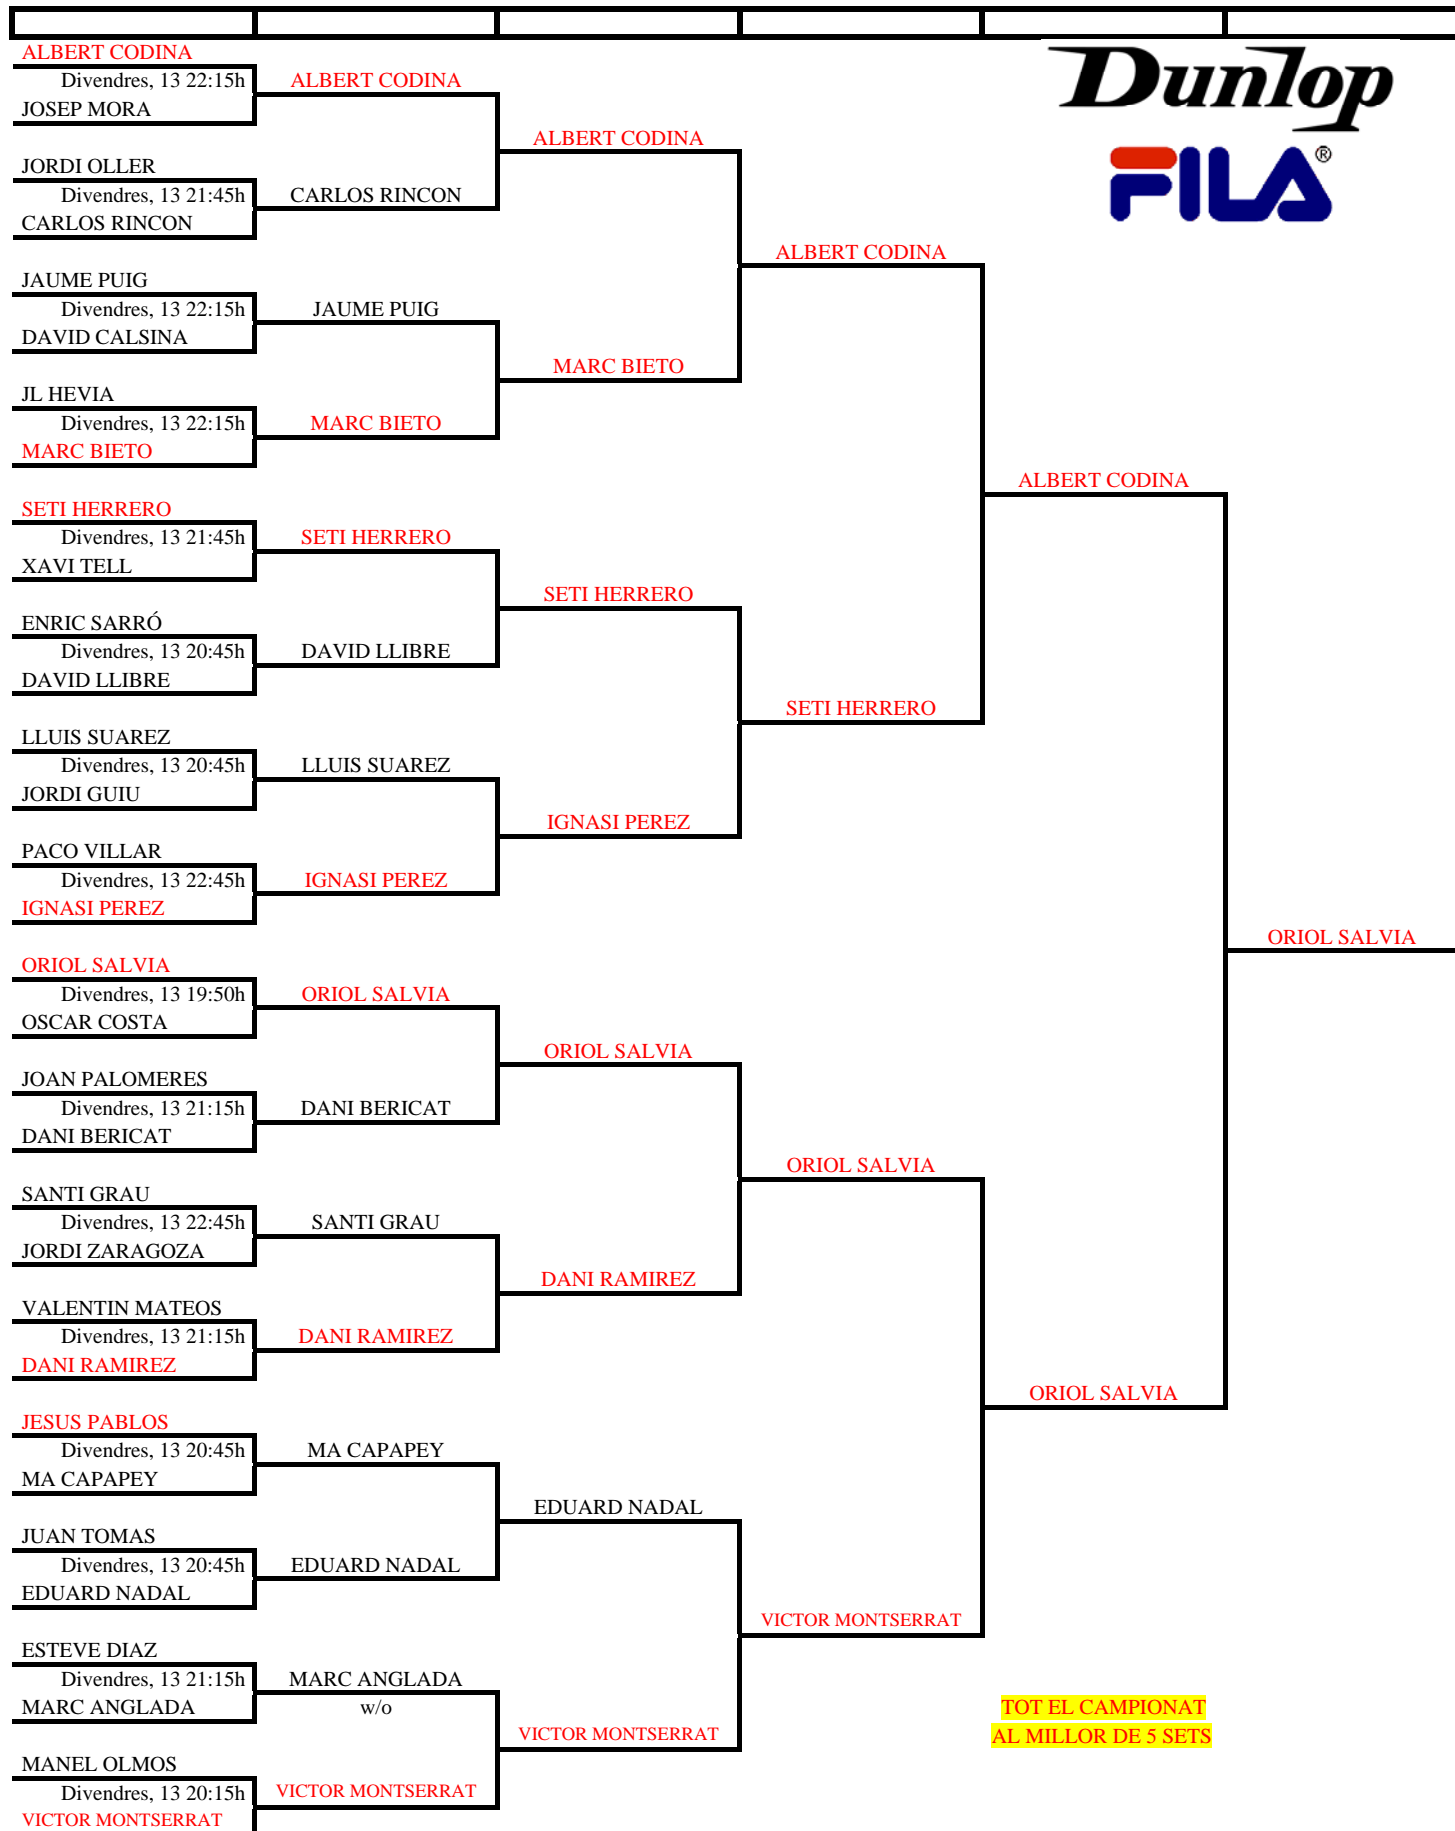 ALBERT CODINA
Divendres, 13 22:15h
ALBERT CODINA
JOSEP MORA
ALBERT CODINA
JORDI OLLER
Divendres, 13 21:45h
CARLOS RINCON
CARLOS RINCON
ALBERT CODINA
JAUME PUIG
Divendres, 13 22:15h
JAUME PUIG
DAVID CALSINA
MARC BIETO
JL HEVIA
Divendres, 13 22:15h
MARC BIETO
MARC BIETO
ALBERT CODINA
SETI HERRERO
Divendres, 13 21:45h
SETI HERRERO
XAVI TELL
SETI HERRERO
ENRIC SARRÓ
Divendres, 13 20:45h
DAVID LLIBRE
DAVID LLIBRE
SETI HERRERO
LLUIS SUAREZ
Divendres, 13 20:45h
LLUIS SUAREZ
JORDI GUIU
IGNASI PEREZ
PACO VILLAR
Divendres, 13 22:45h
IGNASI PEREZ
IGNASI PEREZ
ORIOL SALVIA
ORIOL SALVIA
Divendres, 13 19:50h
ORIOL SALVIA
OSCAR COSTA
ORIOL SALVIA
JOAN PALOMERES
Divendres, 13 21:15h
DANI BERICAT
DANI BERICAT
ORIOL SALVIA
SANTI GRAU
Divendres, 13 22:45h
SANTI GRAU
JORDI ZARAGOZA
DANI RAMIREZ
VALENTIN MATEOS
Divendres, 13 21:15h
DANI RAMIREZ
DANI RAMIREZ
ORIOL SALVIA
JESUS PABLOS
Divendres, 13 20:45h
MA CAPAPEY
MA CAPAPEY
EDUARD NADAL
JUAN TOMAS
Divendres, 13 20:45h
EDUARD NADAL
EDUARD NADAL
VICTOR MONTSERRAT
ESTEVE DIAZ
Divendres, 13 21:15h
MARC ANGLADA
MARC ANGLADA
w/o
VICTOR MONTSERRAT
MANEL OLMOS
Divendres, 13 20:15h
VICTOR MONTSERRAT
VICTOR MONTSERRAT
Dunlop
FILA®
TOT EL CAMPIONAT
AL MILLOR DE 5 SETS